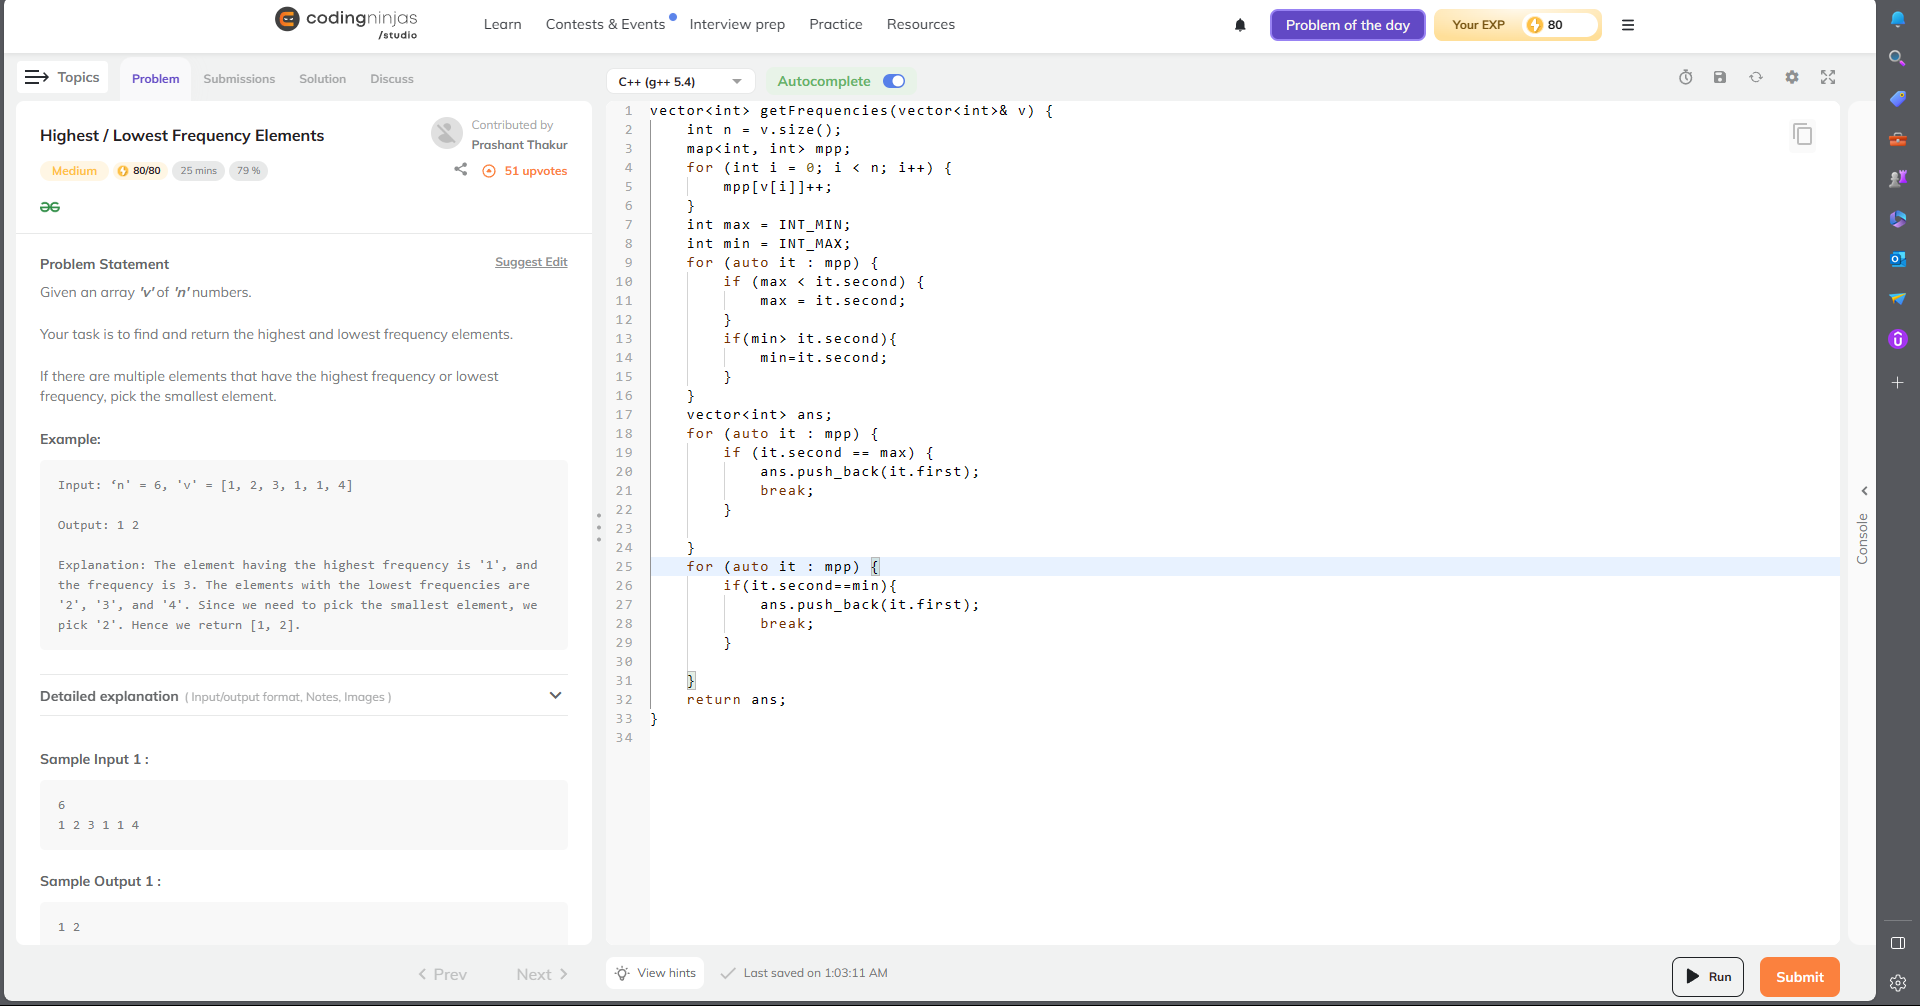 codingninjas
/studio
Learn
Contests & Events
Interview prep
Practice
Resources
Problem of the day
Your EXP
80
Topics
Problem
Submissions
Solution
Discuss
C++ (g++ 5.4)
Autocomplete
Highest / Lowest Frequency Elements
Contributed by
Prashant Thakur
Medium
80/80
25 mins
79 %
51 upvotes
Problem Statement
Suggest Edit
Given an array 'v' of 'n' numbers.
Your task is to find and return the highest and lowest frequency elements.
If there are multiple elements that have the highest frequency or lowest
frequency, pick the smallest element.
Example:
Input: ‘n' = 6, 'v' = [1, 2, 3, 1, 1, 4]
Output: 1 2
Explanation: The element having the highest frequency is '1', and
the frequency is 3. The elements with the lowest frequencies are
'2', '3', and '4'. Since we need to pick the smallest element, we
pick '2'. Hence we return [1, 2].
Detailed explanation ( Input/output format, Notes, Images )
Sample Input 1 :
6
1 2 3 1 1 4
Sample Output 1 :
1 2
Prev
Next
1 vector<int> getFrequencies(vector<int>& v) {
2     int n = v.size();
3     map<int, int> mpp;
4     for (int i = 0; i < n; i++) {
5         mpp[v[i]]++;
6     }
7     int max = INT_MIN;
8     int min = INT_MAX;
9     for (auto it : mpp) {
10         if (max < it.second) {
11             max = it.second;
12         }
13         if(min> it.second){
14             min=it.second;
15         }
16     }
17     vector<int> ans;
18     for (auto it : mpp) {
19         if (it.second == max) {
20             ans.push_back(it.first);
21             break;
22         }
23
24     }
25     for (auto it : mpp) {
26         if(it.second==min){
27             ans.push_back(it.first);
28             break;
29         }
30
31     }
32     return ans;
33 }
34
Console
View hints
Last saved on 1:03:11 AM
Run
Submit